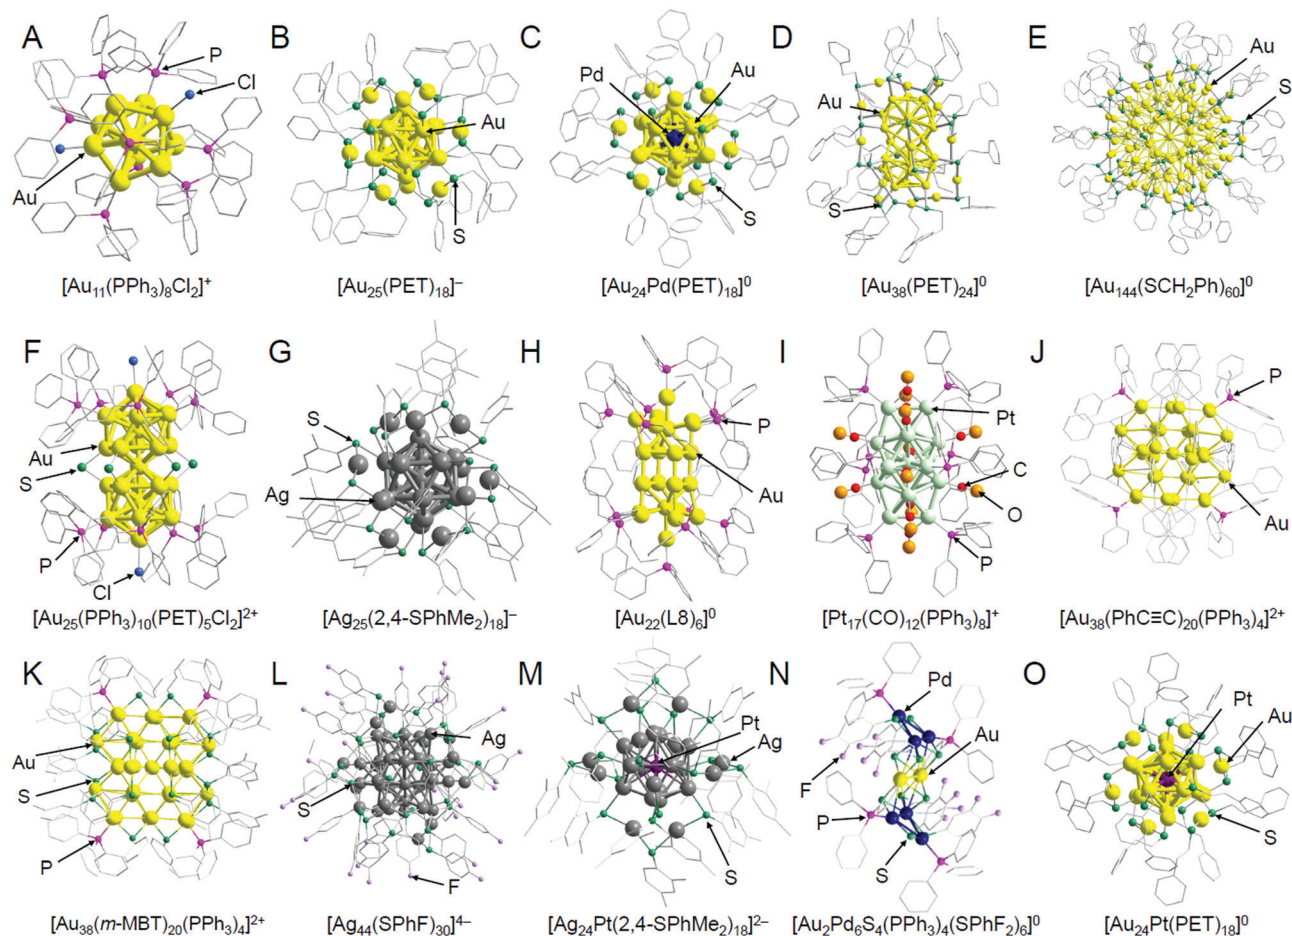 A
P
Cl
Au
[Au₁₁(PPh₃)₈Cl₂]⁺
B
Au
S
[Au₂₅(PET)₁₈]⁻
C
Pd
Au
S
[Au₂₄Pd(PET)₁₈]⁰
D
Au
S
[Au₃₈(PET)₂₄]⁰
E
Au
S
[Au₁₄₄(SCH₂Ph)₆₀]⁰
F
Au
S
P
Cl
[Au₂₅(PPh₃)₁₀(PET)₅Cl₂]²⁺
G
S
Ag
[Ag₂₅(2,4-SPhMe₂)₁₈]⁻
H
P
Au
[Au₂₂(L8)₆]⁰
I
Pt
C
O
P
[Pt₁₇(CO)₁₂(PPh₃)₈]⁺
J
P
Au
[Au₃₈(PhC≡C)₂₀(PPh₃)₄]²⁺
K
Au
S
P
[Au₃₈(m-MBT)₂₀(PPh₃)₄]²⁺
L
Ag
S
F
[Ag₄₄(SPhF)₃₀]⁴⁻
M
Pt
Ag
S
[Ag₂₄Pt(2,4-SPhMe₂)₁₈]²⁻
N
Pd
Au
F
P
S
[Au₂Pd₆S₄(PPh₃)₄(SPhF₂)₆]⁰
O
Pt
Au
S
[Au₂₄Pt(PET)₁₈]⁰